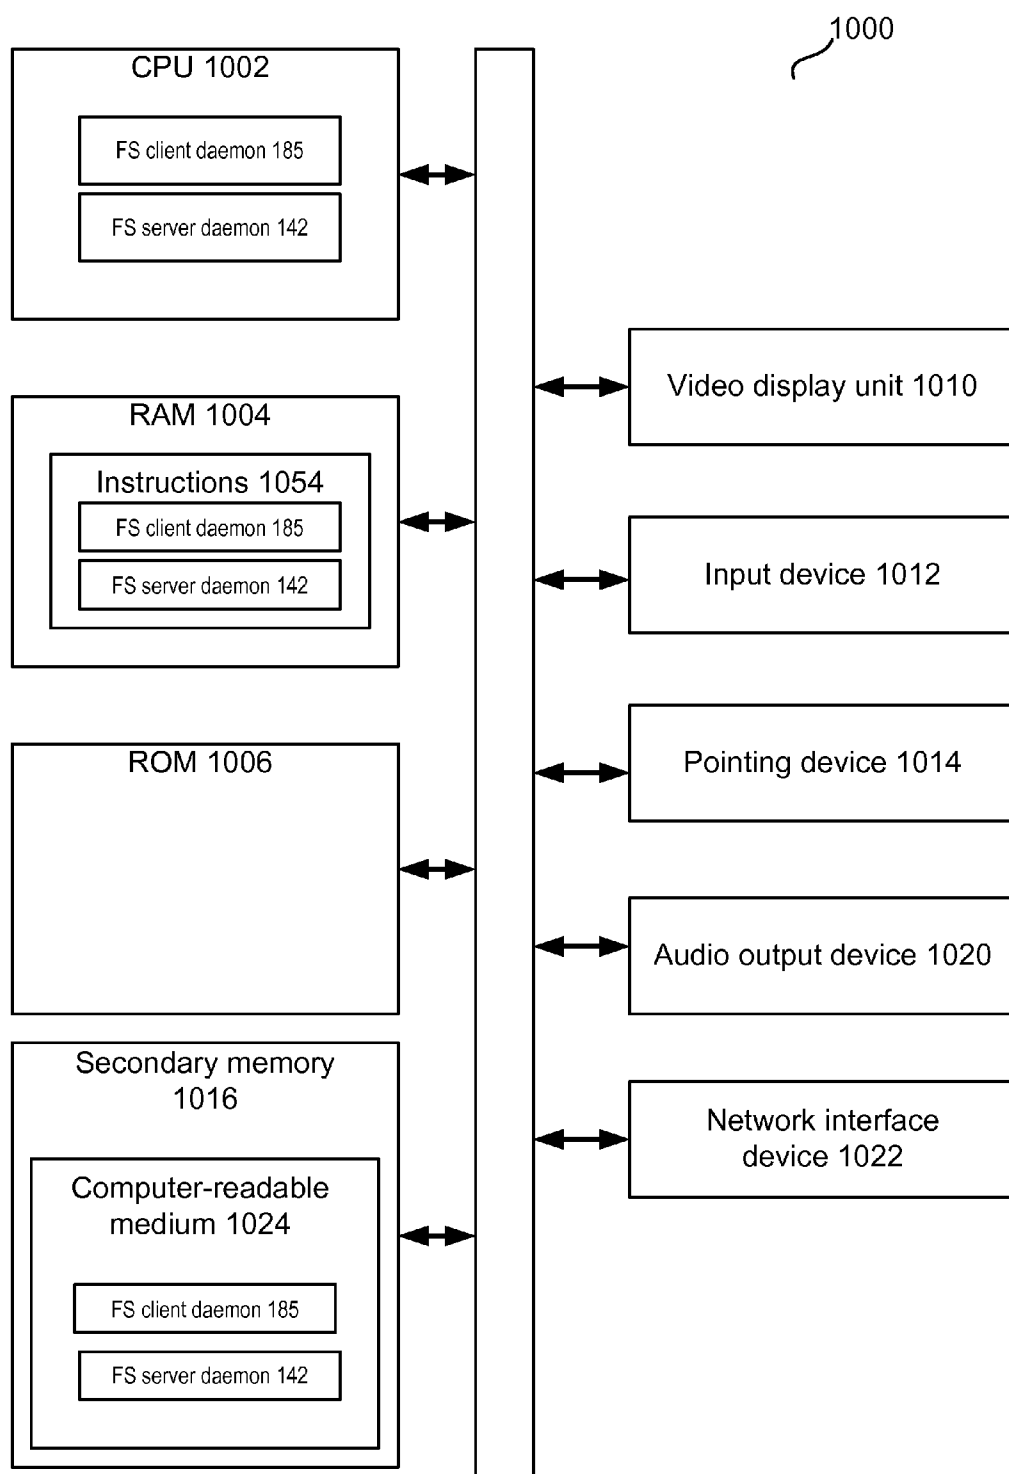 1000
CPU 1002
FS client daemon 185
FS server daemon 142
RAM 1004
Instructions 1054
FS client daemon 185
FS server daemon 142
ROM 1006
Secondary memory
1016
Computer-readable
medium 1024
FS client daemon 185
FS server daemon 142
Video display unit 1010
Input device 1012
Pointing device 1014
Audio output device 1020
Network interface
device 1022